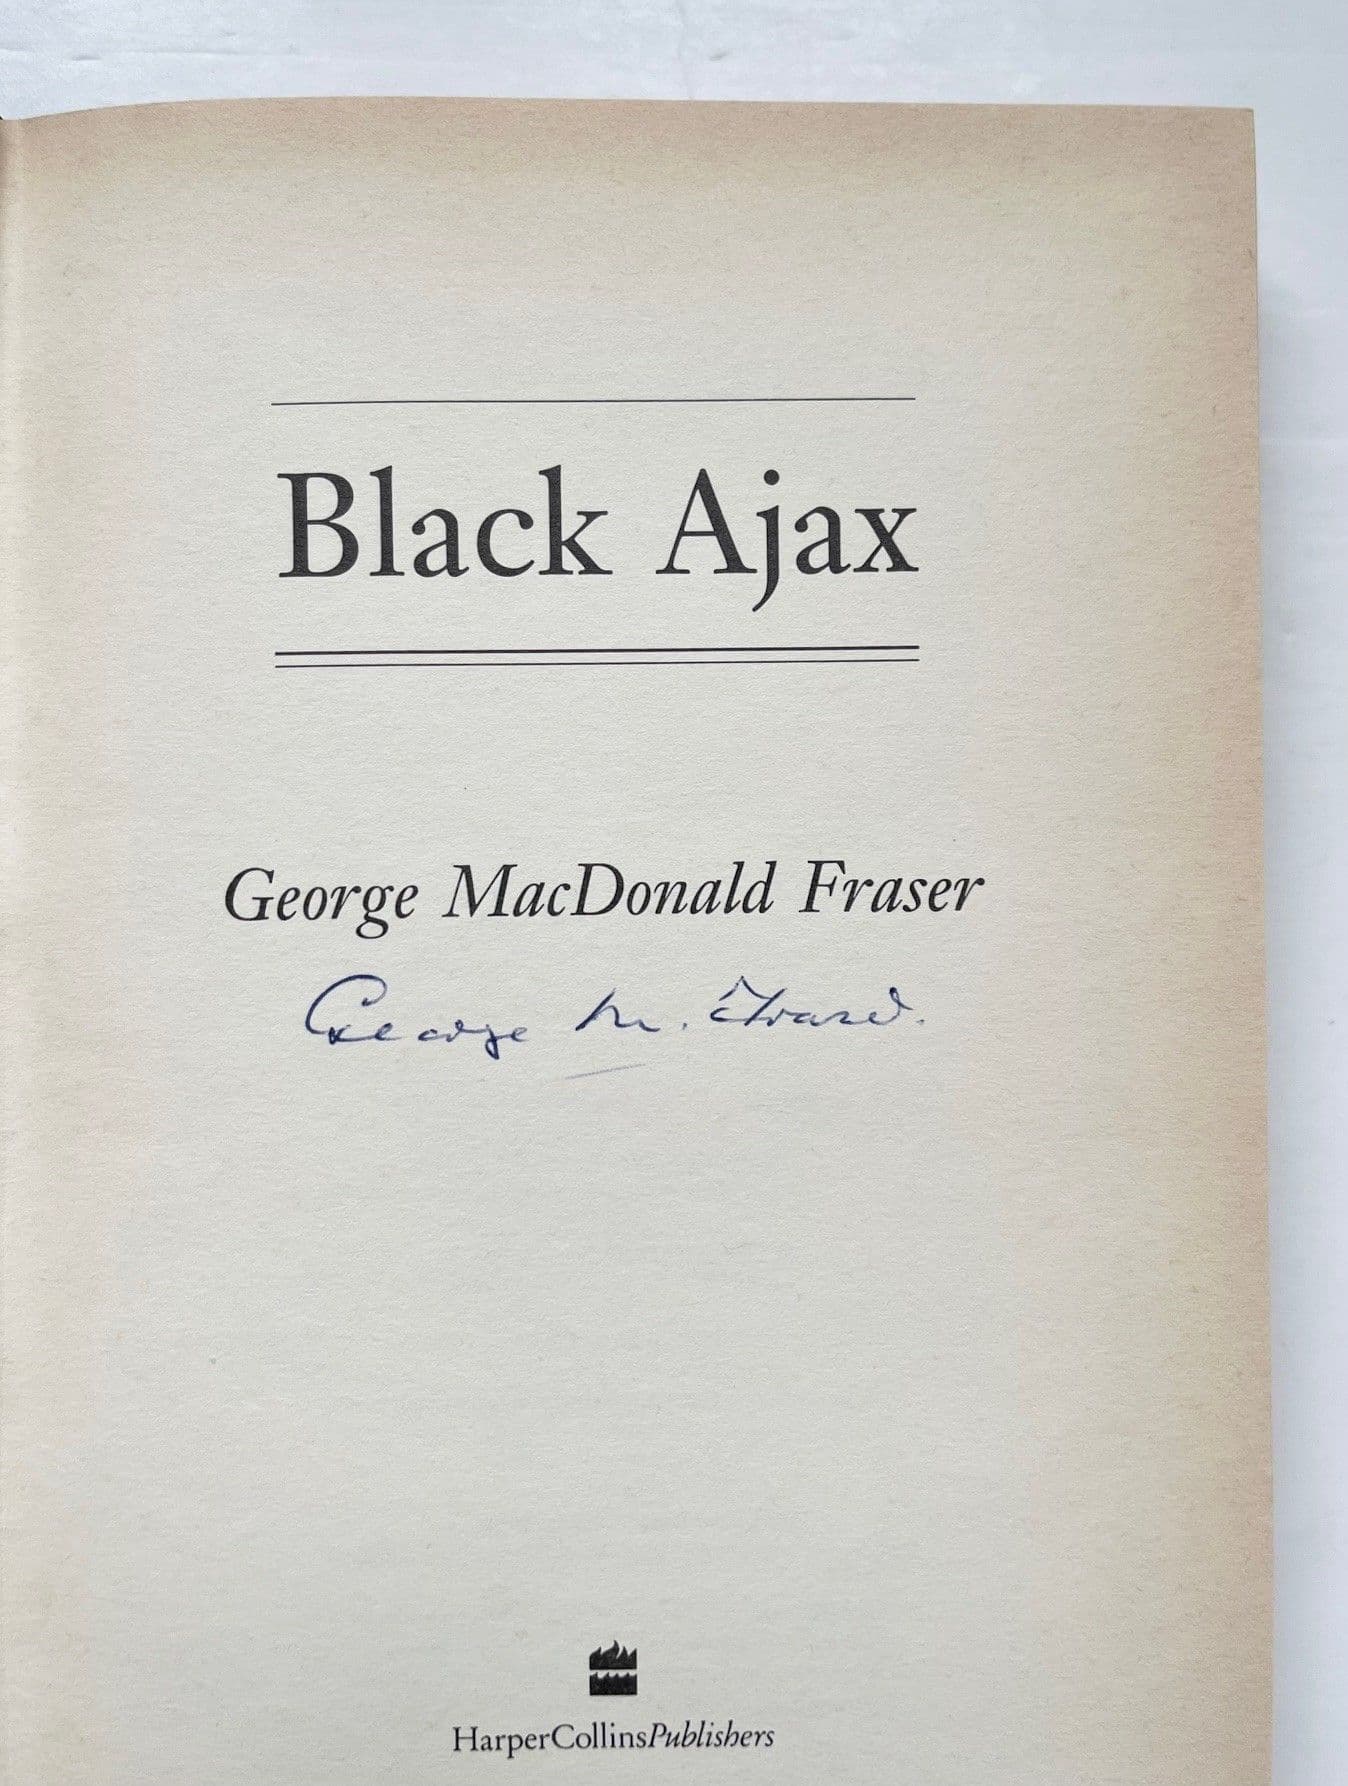 Black Ajax
George MacDonald Fraser
George M. Fraser.
HarperCollinsPublishers